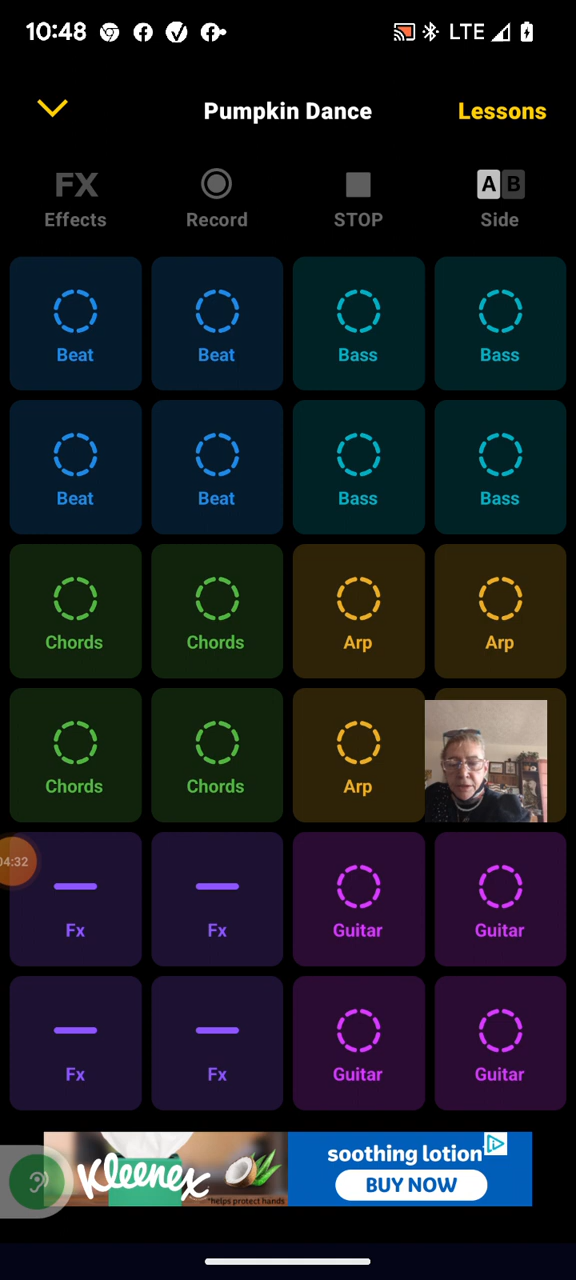 10:48 LTE
Pumpkin Dance Lessons
FX A B
Effects Record STOP Side
Beat Beat Bass Bass
Beat Beat Bass Bass
Chords Chords Arp Arp
Chords Chords Arp
04:32
Fx Fx Guitar Guitar
Fx Fx Guitar Guitar
Kleenex soothing lotion
BUY NOW
*helps protect hands